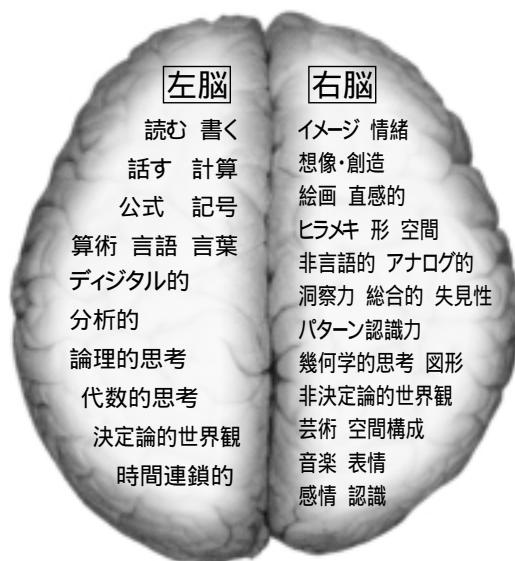 左脳
読む 書く
話す 計算
公式 記号
算術 言語 言葉
ディジタル的
分析的
論理的思考
代数的思考
決定論的世界観
時間連鎖的
右脳
イメージ 情緒
想像・創造
絵画 直感的
ヒラメキ 形 空間
非言語的 アナログ的
洞察力 総合的 失見性
パターン認識力
幾何学的思考 図形
非決定論的世界観
芸術 空間構成
音楽 表情
感情 認識